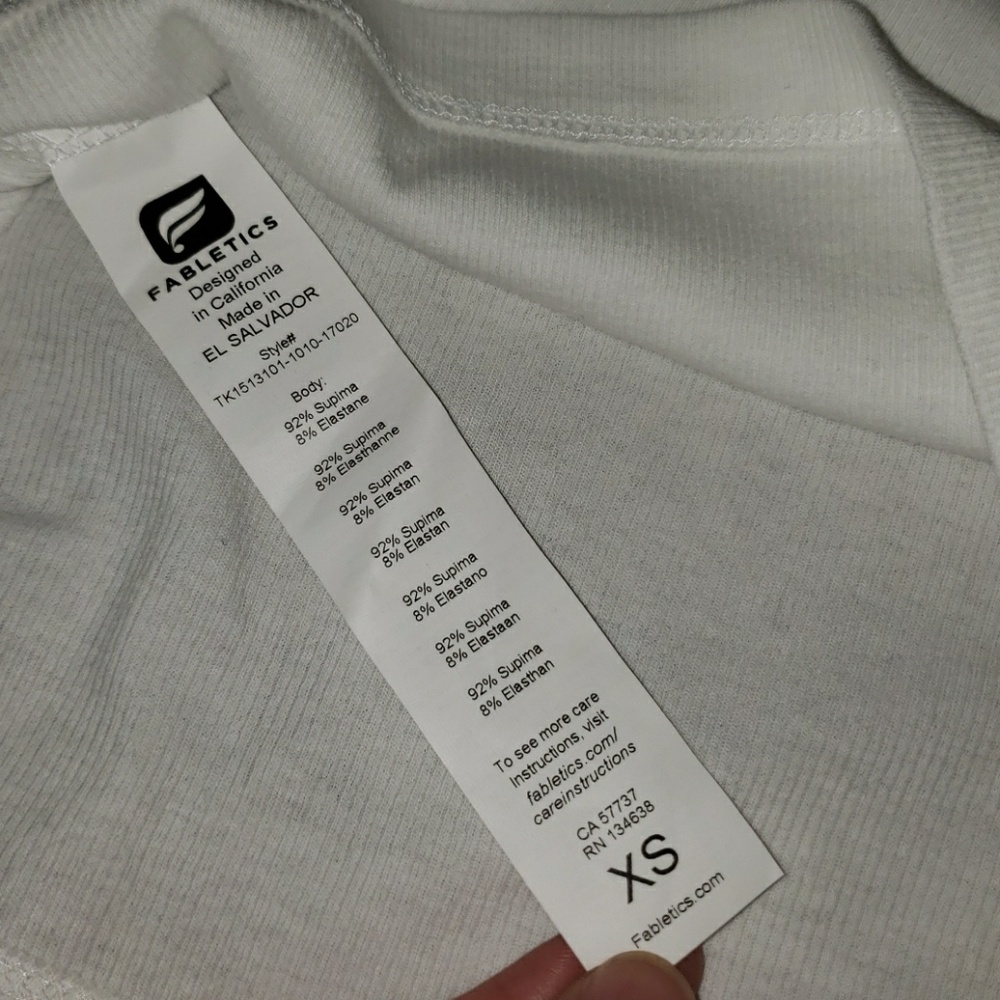 FABLETICS
Designed
in California
Made in
EL SALVADOR
Style#
TK1513101-1010-17020
Body:
92% Supima
8% Elastane
92% Supima
8% Elasthanne
92% Supima
8% Elastan
92% Supima
8% Elastan
92% Supima
8% Elastano
92% Supima
8% Elastaan
92% Supima
8% Elasthan
To see more care
Instructions, visit
fabletics.com/
careinstructions
CA 57737
RN 134638
XS
Fabletics.com